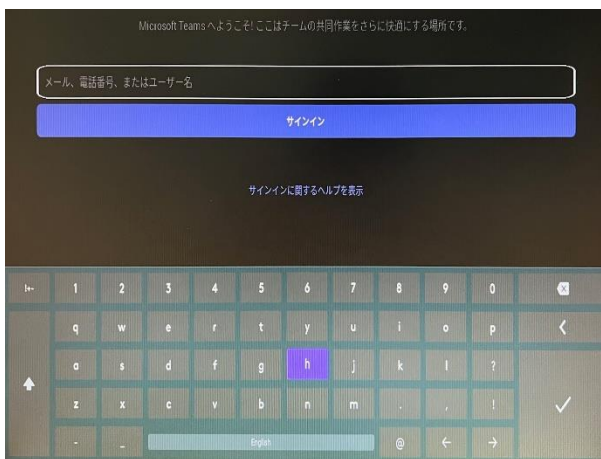 Microsoft Teams へようこそ! ここはチームの共同作業をさらに快適にする場所です。
メール、電話番号、またはユーザー名
サインイン
サインインに関するヘルプを表示
!+- 1 2 3 4 5 6 7 8 9 0
q w e r t y u i o p
a s d f g h j k l ?
z x c v b n m . , !
- _ English @ ← →